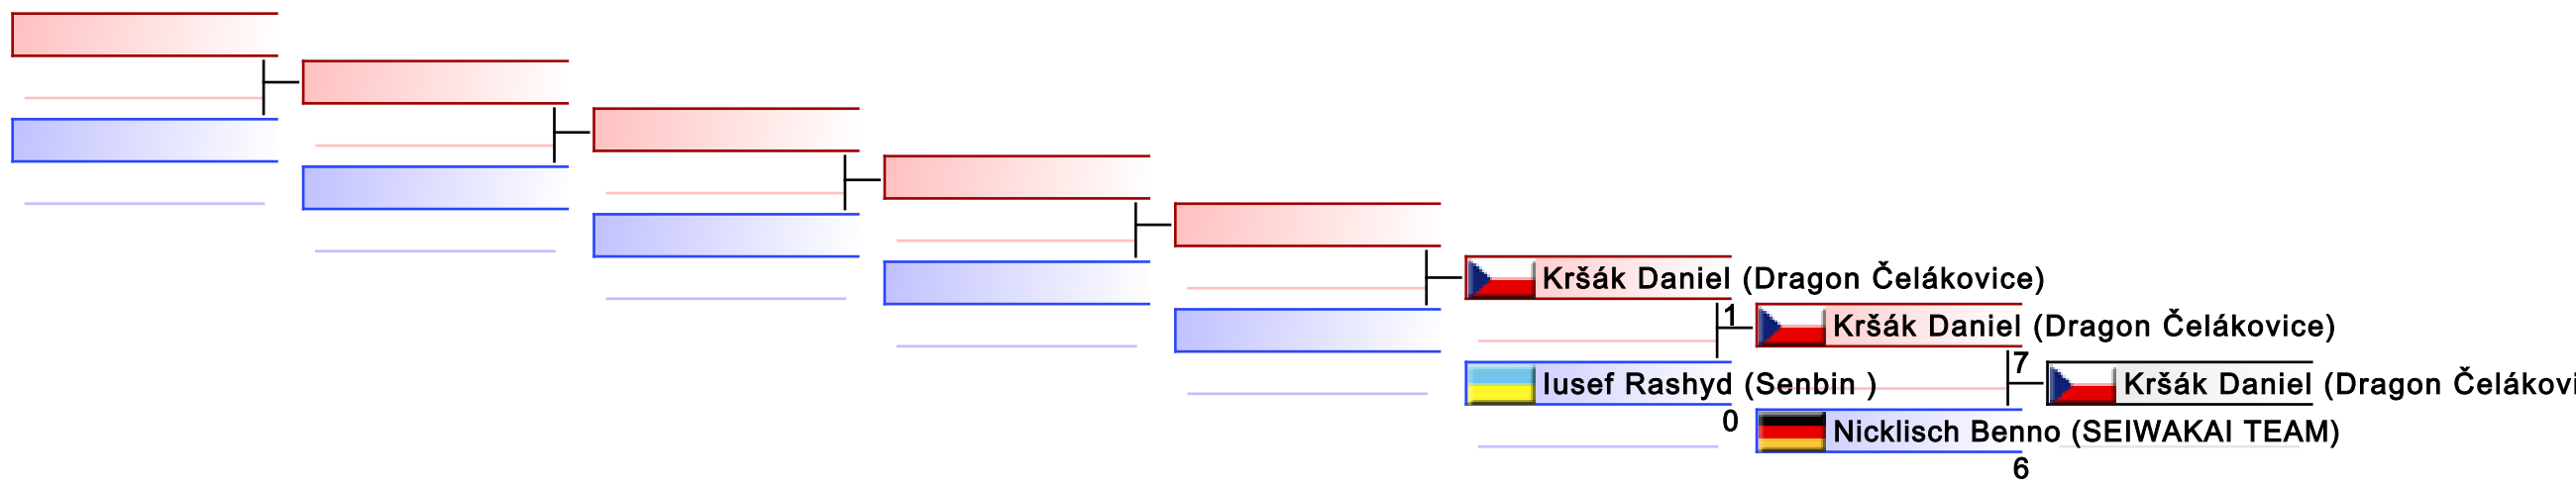 Kršák Daniel (Dragon Čelákovice)
1
Kršák Daniel (Dragon Čelákovice)
Iusef Rashyd (Senbin )
0
7
Kršák Daniel (Dragon Čelákovi
Nicklisch Benno (SEIWAKAI TEAM)
6